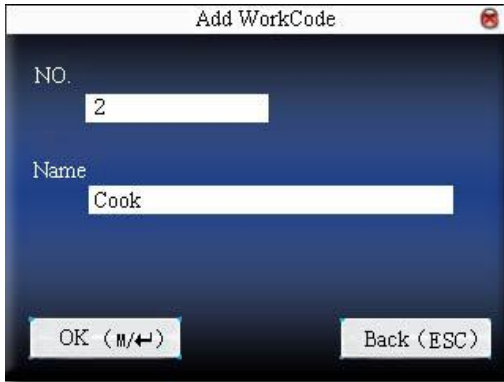 Add WorkCode
NO.
2
Name
Cook
OK (M/↵)
Back (ESC)